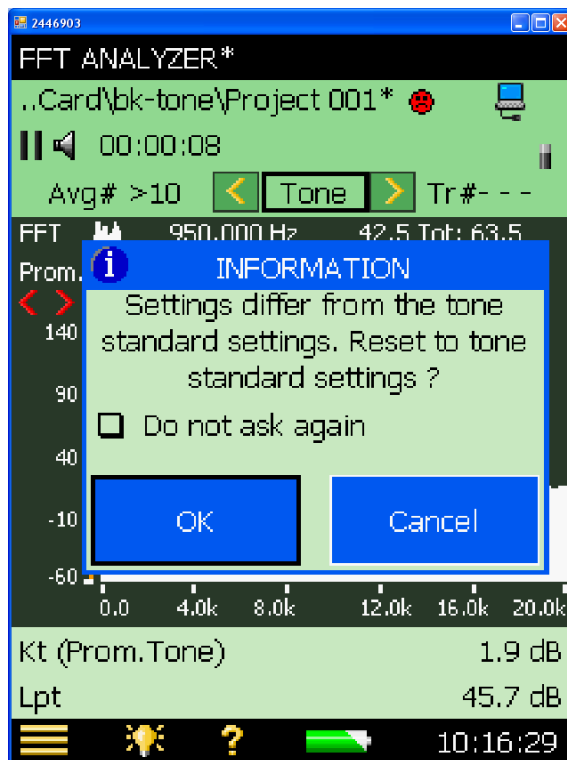 2446903
FFT ANALYZER*
..Card\bk-tone\Project 001*
00:00:08
Avg# >10 < Tone > Tr#- - -
FFT 950.000 Hz 42.5 Tot: 63.5
Prom.
< >
i INFORMATION
Settings differ from the tone
standard settings. Reset to tone
standard settings ?
Do not ask again
OK Cancel
140
90
40
-10
-60
0.0 4.0k 8.0k 12.0k 16.0k 20.0k
Kt (Prom.Tone) 1.9 dB
Lpt 45.7 dB
? 10:16:29